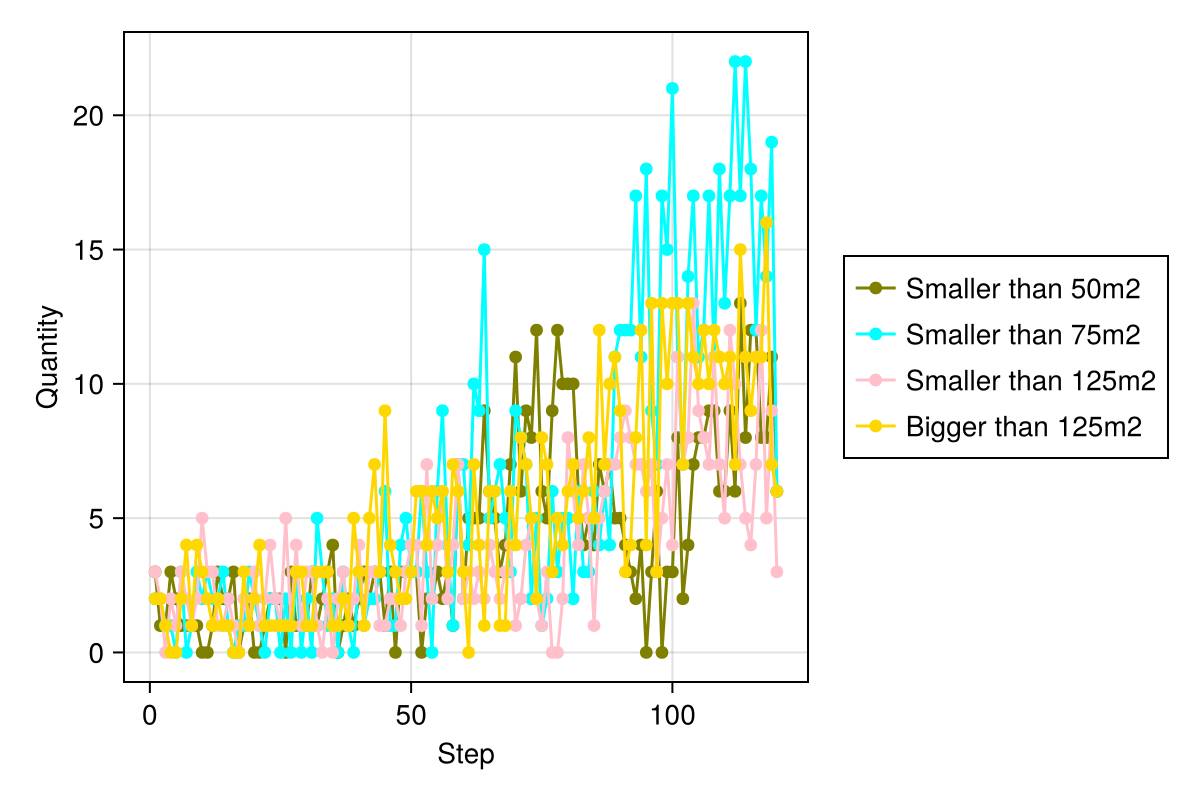 20
15
10
5
0
Quantity
0 50 100
Step
Smaller than 50m2
Smaller than 75m2
Smaller than 125m2
Bigger than 125m2